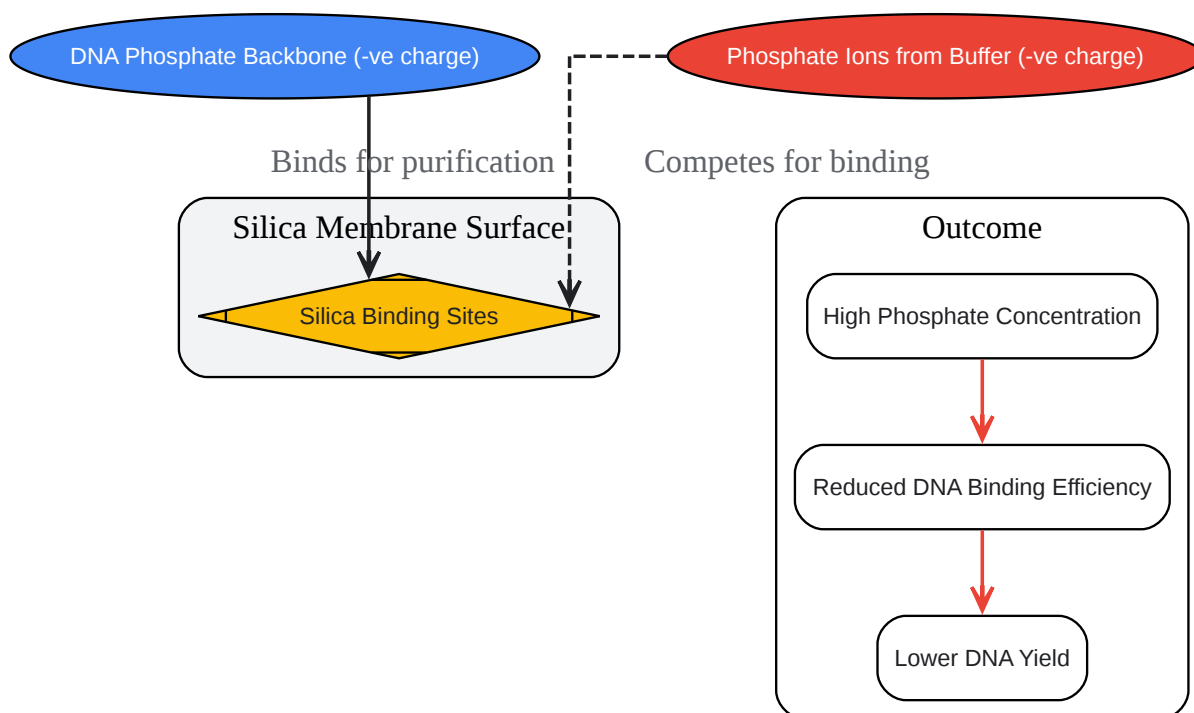 DNA Phosphate Backbone (-ve charge)
Phosphate Ions from Buffer (-ve charge)
Binds for purification
Competes for binding
Silica Membrane Surface
Silica Binding Sites
Outcome
High Phosphate Concentration
Reduced DNA Binding Efficiency
Lower DNA Yield